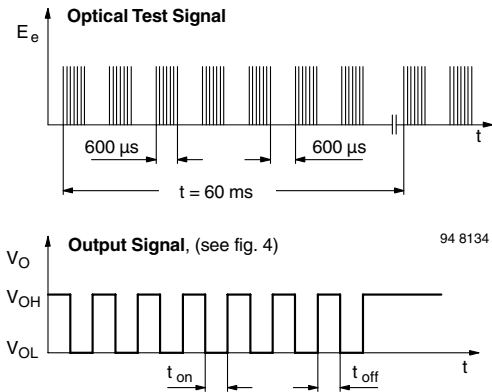 Optical Test Signal
E e
600 µs
600 µs
t
t = 60 ms
Output Signal, (see fig. 4)
94 8134
V O
V OH
V OL
t on
t off
t